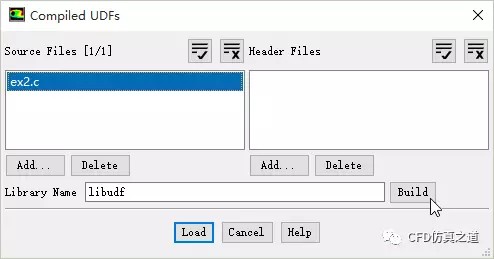 Compiled UDFs
Source Files [1/1]
Header Files
ex2.c
Add... Delete
Add... Delete
Library Name libudf Build
Load Cancel Help
CFD仿真之道